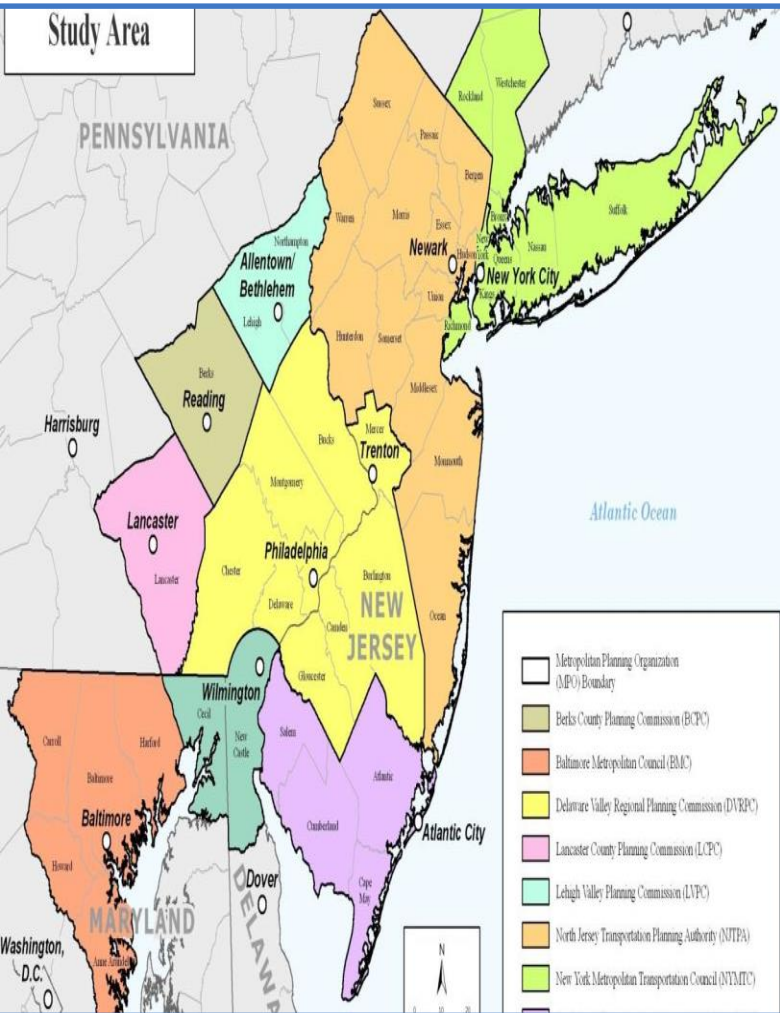 Study Area
PENNSYLVANIA
Sussex
Rockland
Westchester
Passaic
Bergen
Warren
Morris
Essex
Bronx
Suffolk
Northampton
Allentown/
Bethlehem
Lehigh
Newark
Hudson
New
York
Queens
Nassau
New York City
Kings
Union
Richmond
Hunterdon
Somerset
Middlesex
Berks
Reading
Harrisburg
Mercer
Trenton
Bucks
Monmouth
Montgomery
Atlantic Ocean
Lancaster
Lancaster
Philadelphia
Chester
Burlington
Delaware
NEW
JERSEY
Camden
Ocean
Gloucester
Wilmington
Cecil
New
Castle
Salem
Carroll
Harford
Baltimore
Atlantic
Baltimore
Cumberland
Atlantic City
Howard
Cape
May
Dover
MARYLAND
DELAWA
Washington,
D.C.
Anne Arundel
N
0 10 20
Metropolitan Planning Organization
(MPO) Boundary
Berks County Planning Commission (BCPC)
Baltimore Metropolitan Council (BMC)
Delaware Valley Regional Planning Commission (DVRPC)
Lancaster County Planning Commission (LCPC)
Lehigh Valley Planning Commission (LVPC)
North Jersey Transportation Planning Authority (NJTPA)
New York Metropolitan Transportation Council (NYMTC)